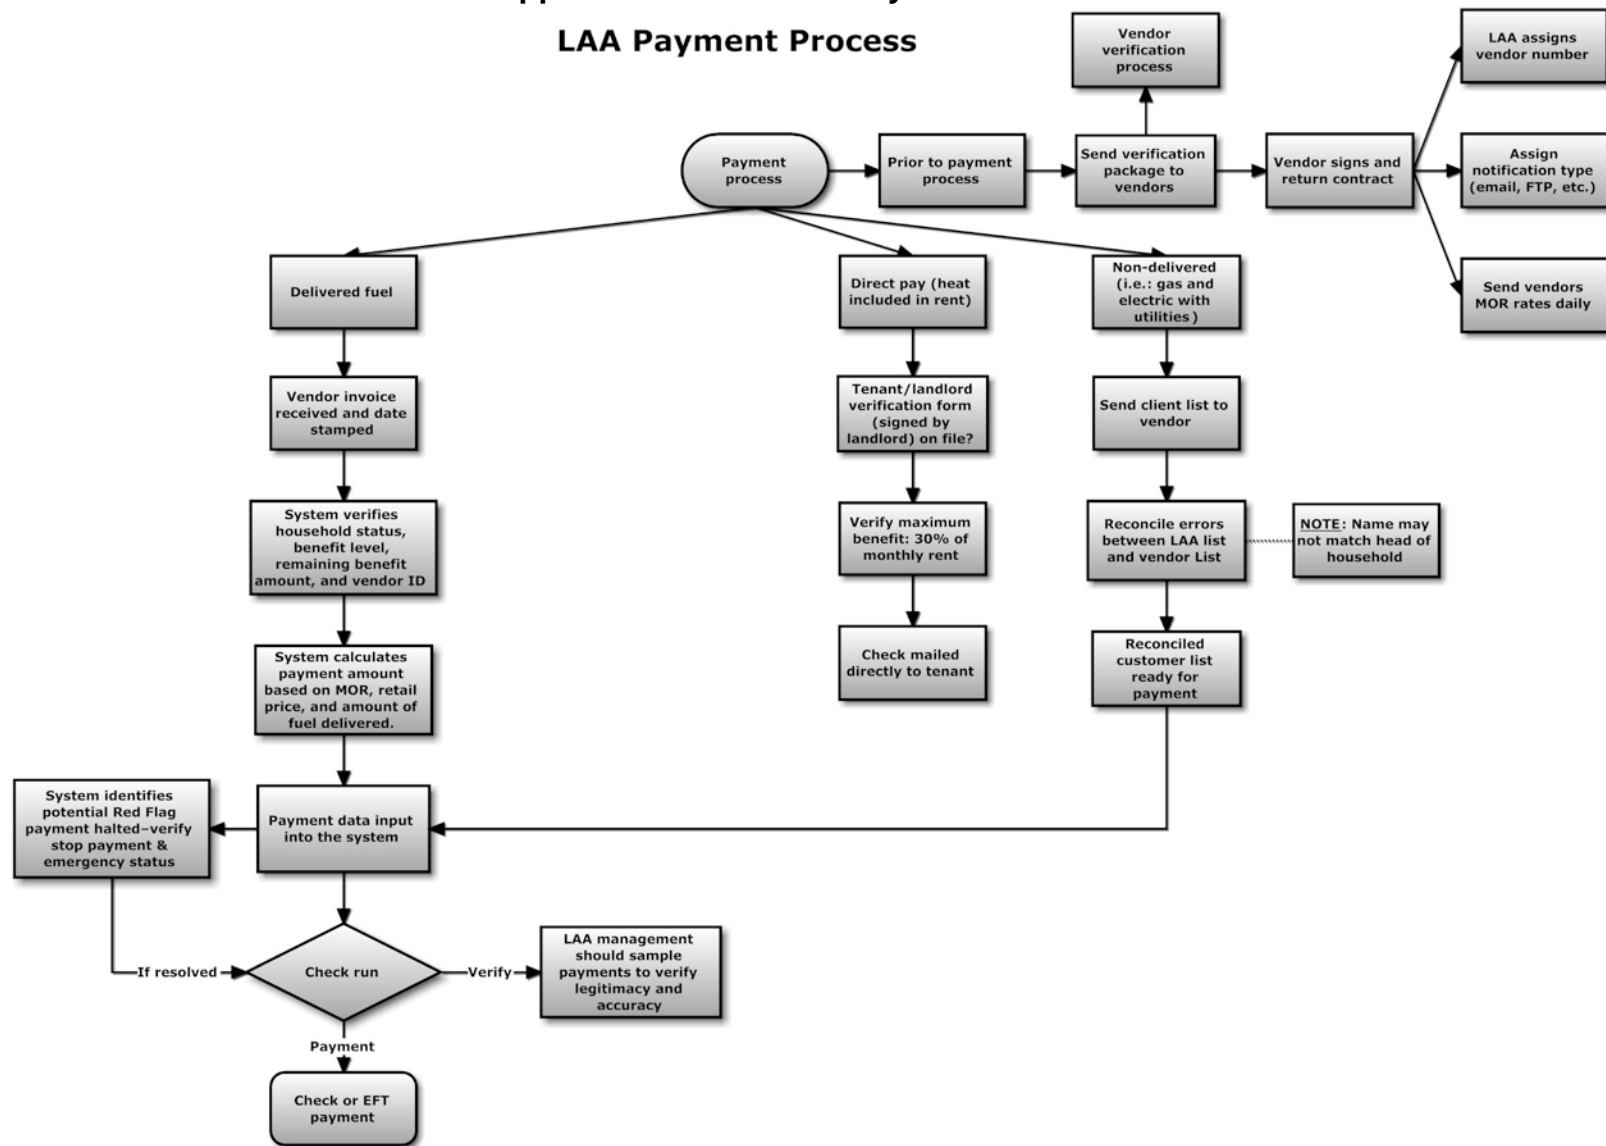 LAA Payment Process
Vendor
verification
process
LAA assigns
vendor number
Payment
process
Prior to payment
process
Send verification
package to
vendors
Vendor signs and
return contract
Assign
notification type
(email, FTP, etc.)
Send vendors
MOR rates daily
Delivered fuel
Direct pay (heat
included in rent)
Non-delivered
(i.e.: gas and
electric with
utilities)
Vendor invoice
received and date
stamped
Tenant/landlord
verification form
(signed by
landlord) on file?
Send client list to
vendor
System verifies
household status,
benefit level,
remaining benefit
amount, and vendor ID
Verify maximum
benefit: 30% of
monthly rent
Reconcile errors
between LAA list
and vendor List
NOTE: Name may
not match head of
household
System calculates
payment amount
based on MOR, retail
price, and amount of
fuel delivered.
Check mailed
directly to tenant
Reconciled
customer list
ready for
payment
System identifies
potential Red Flag
payment halted–verify
stop payment &
emergency status
Payment data input
into the system
If resolved
Check run
Verify
LAA management
should sample
payments to verify
legitimacy and
accuracy
Payment
Check or EFT
payment